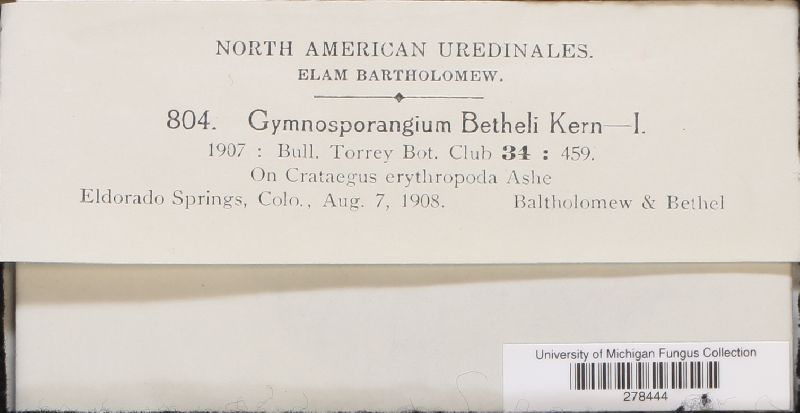 NORTH AMERICAN UREDINALES.
ELAM BARTHOLOMEW.
804. Gymnosporangium Betheli Kern—I.
1907 : Bull. Torrey Bot. Club 34 : 459.
On Crataegus erythropoda Ashe
Eldorado Springs, Colo., Aug. 7, 1908. Baltholomew & Bethel
University of Michigan Fungus Collection
278444